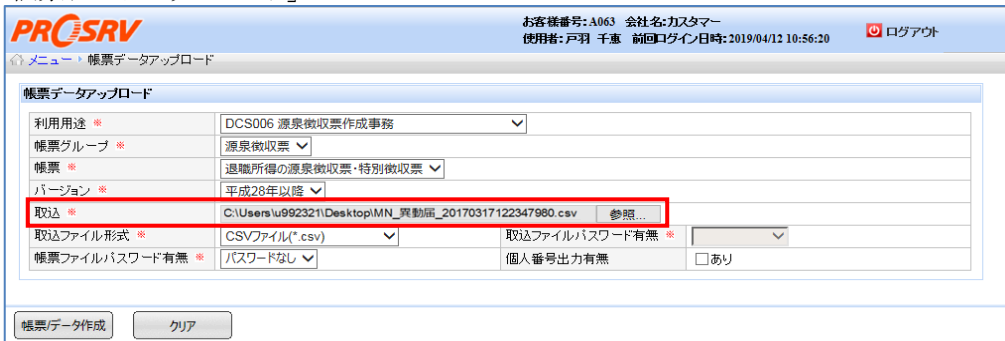 PROSRV
お客様番号:A063 会社名:カスタマー
使用者:戸羽 千恵 前回ログイン日時:2019/04/12 10:56:20
ログアウト
メニュー 帳票データアップロード
帳票データアップロード
利用用途 ※ DCS006 源泉徴収票作成事務
帳票グループ ※ 源泉徴収票
帳票 ※ 退職所得の源泉徴収票・特別徴収票
バージョン ※ 平成28年以降
取込 ※ C:\Users\u992321\Desktop\MN_異動届_20170317122347980.csv 参照...
取込ファイル形式 ※ CSVファイル(*.csv) 取込ファイルパスワード有無 ※
帳票ファイルパスワード有無 ※ パスワードなし 個人番号出力有無 あり
帳票/データ作成 クリア